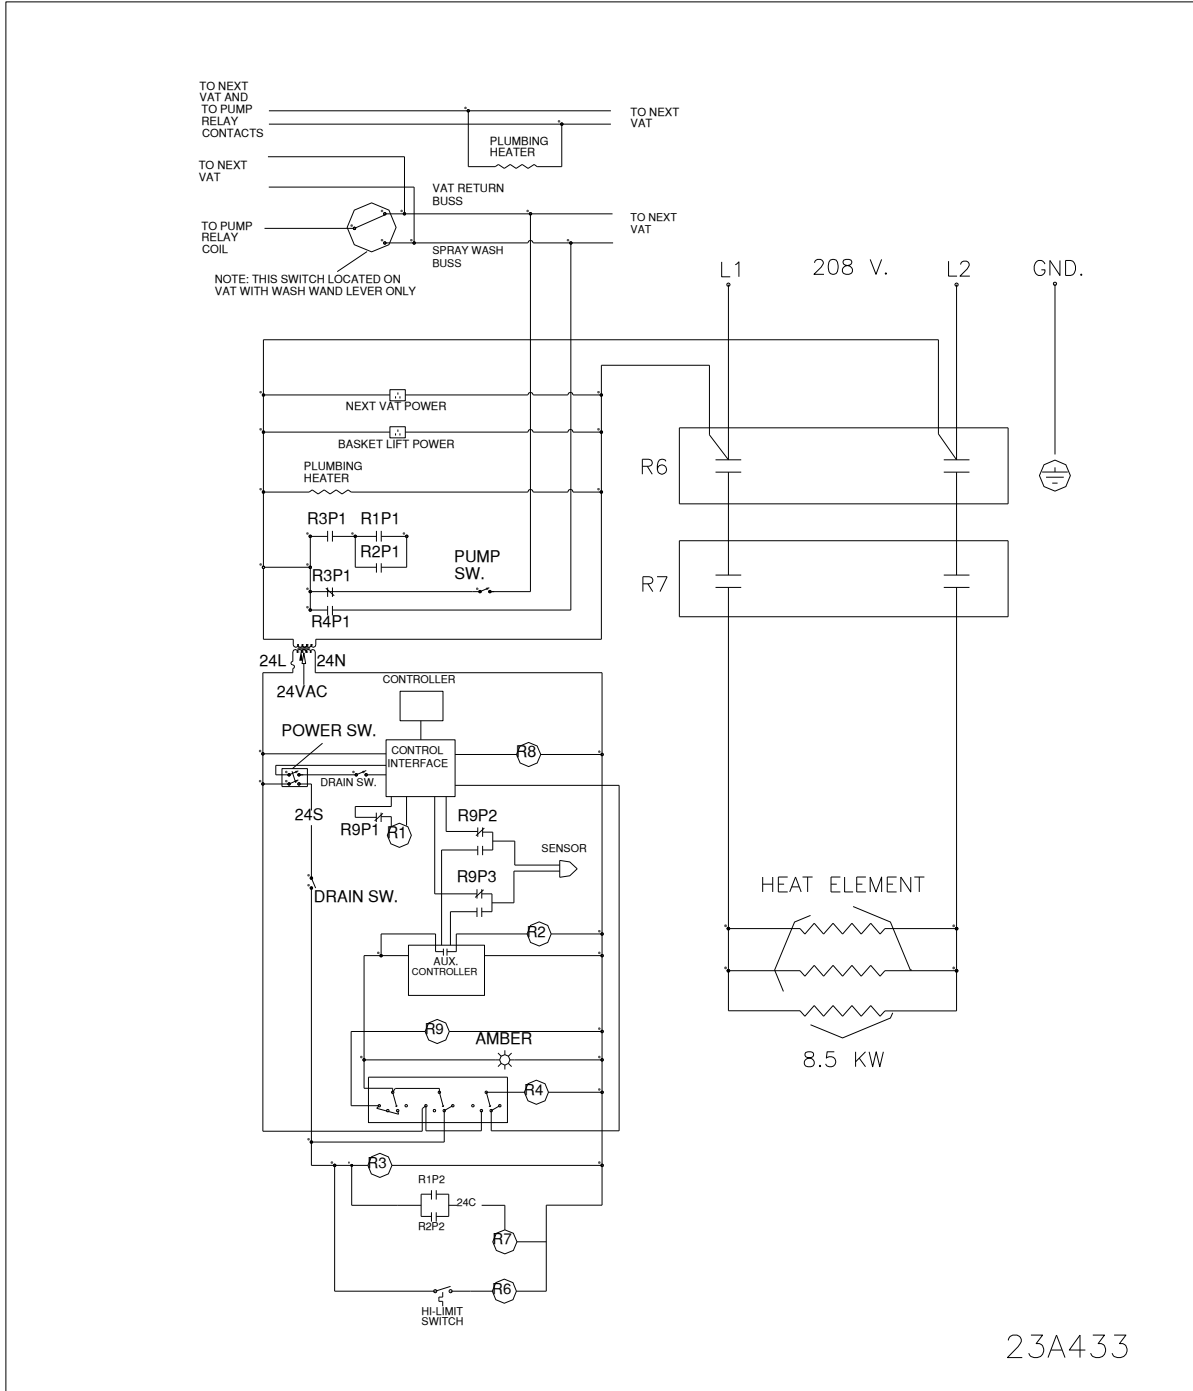 TO NEXT
VAT AND
TO PUMP
RELAY
CONTACTS
TO NEXT
VAT
PLUMBING
HEATER
TO NEXT
VAT
VAT RETURN
BUSS
TO PUMP
RELAY
COIL
TO NEXT
VAT
SPRAY WASH
BUSS
NOTE: THIS SWITCH LOCATED ON
VAT WITH WASH WAND LEVER ONLY
L1
208 V.
L2
GND.
NEXT VAT POWER
BASKET LIFT POWER
PLUMBING
HEATER
R6
R3P1
R1P1
R2P1
PUMP
SW.
R3P1
R4P1
R7
24L
24N
24VAC
CONTROLLER
POWER SW.
CONTROL
INTERFACE
R8
DRAIN SW.
24S
R9P1
R1
R9P2
SENSOR
R9P3
DRAIN SW.
R2
AUX.
CONTROLLER
HEAT ELEMENT
R9
AMBER
8.5 KW
R4
R3
R1P2
24C
R2P2
R7
R6
HI-LIMIT
SWITCH
23A433